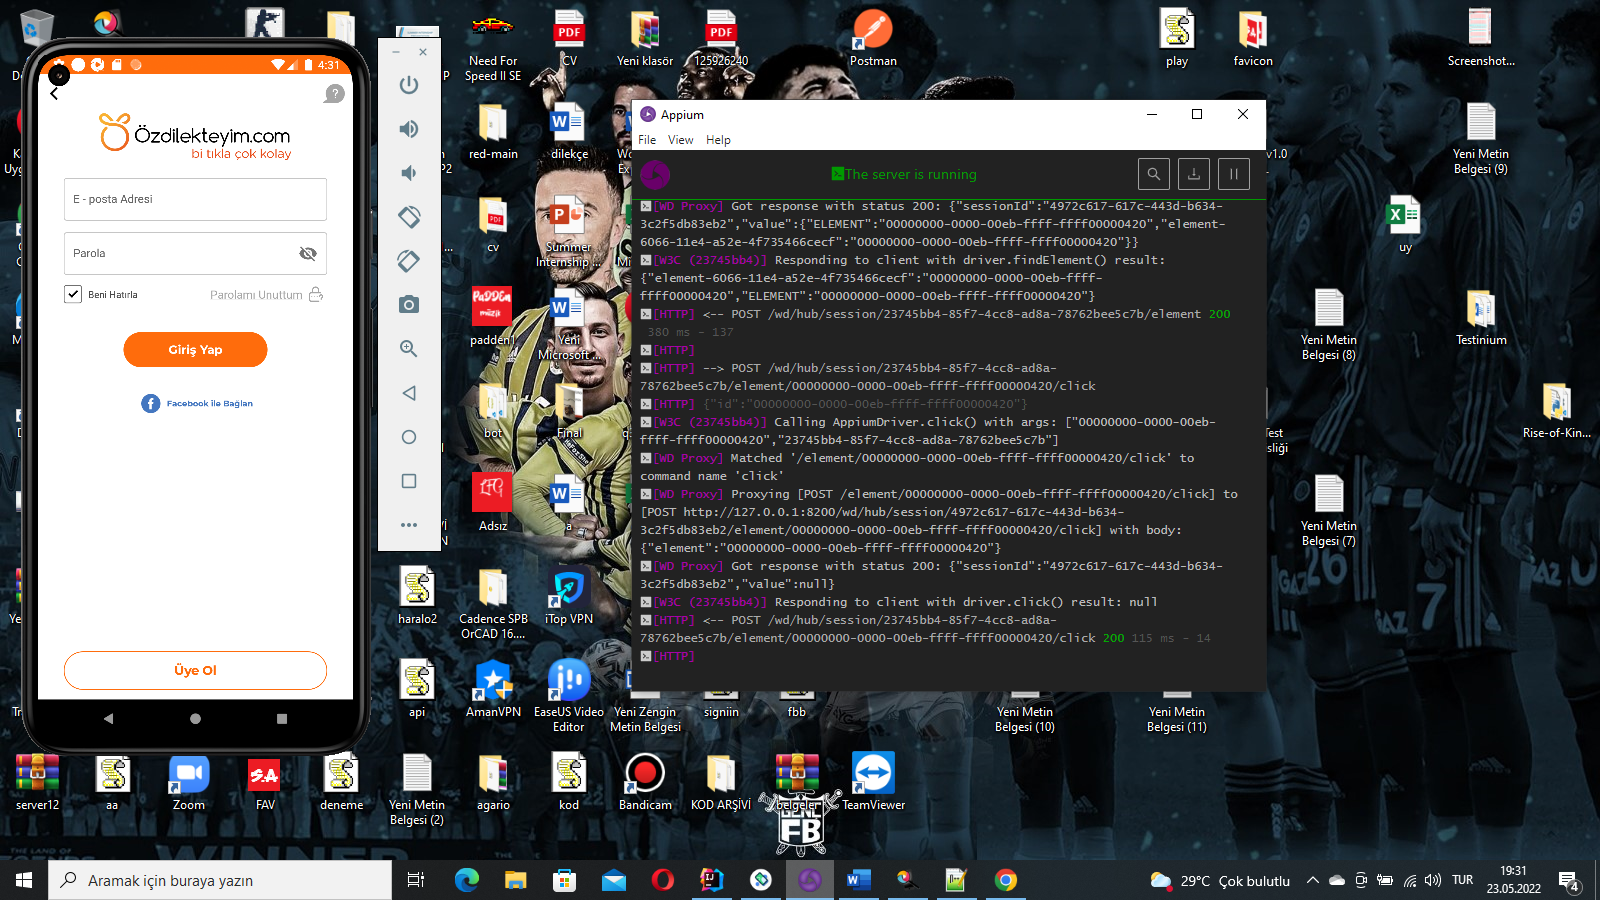 4:31
Özdilekteyim.com
bi tıkla çok kolay
E - posta Adresi
Parola
Beni Hatırla
Parolamı Unuttum
Giriş Yap
Facebook ile Bağlan
Üye Ol
Need For
Speed II SE
CV
Yeni klasör
125926240
Postman
play
favicon
Screenshot...
red-main
dilekçe
Yeni Metin
Belgesi (9)
cv
Summer
Internship ...
uy
padden1
Yeni
Microsoft ...
Yeni Metin
Belgesi (8)
Testinium
bot
Final
Rise-of-Kin...
Adsız
Yeni Metin
Belgesi (7)
Appium
File View Help
The server is running
[WD Proxy] Got response with status 200: {"sessionId":"4972c617-617c-443d-b634-
3c2f5db83eb2","value":{"ELEMENT":"00000000-0000-00eb-ffff-ffff00000420","element-
6066-11e4-a52e-4f735466cecf":"00000000-0000-00eb-ffff-ffff00000420"}}
[W3C (23745bb4)] Responding to client with driver.findElement() result:
{"element-6066-11e4-a52e-4f735466cecf":"00000000-0000-00eb-ffff-
ffff00000420","ELEMENT":"00000000-0000-00eb-ffff-ffff00000420"}
[HTTP] <-- POST /wd/hub/session/23745bb4-85f7-4cc8-ad8a-78762bee5c7b/element 200
380 ms - 137
[HTTP]
[HTTP] --> POST /wd/hub/session/23745bb4-85f7-4cc8-ad8a-
78762bee5c7b/element/00000000-0000-00eb-ffff-ffff00000420/click
[HTTP] {"id":"00000000-0000-00eb-ffff-ffff00000420"}
[W3C (23745bb4)] Calling AppiumDriver.click() with args: ["00000000-0000-00eb-
ffff-ffff00000420","23745bb4-85f7-4cc8-ad8a-78762bee5c7b"]
[WD Proxy] Matched '/element/00000000-0000-00eb-ffff-ffff00000420/click' to
command name 'click'
[WD Proxy] Proxying [POST /element/00000000-0000-00eb-ffff-ffff00000420/click] to
[POST http://127.0.0.1:8200/wd/hub/session/4972c617-617c-443d-b634-
3c2f5db83eb2/element/00000000-0000-00eb-ffff-ffff00000420/click] with body:
{"element":"00000000-0000-00eb-ffff-ffff00000420"}
[WD Proxy] Got response with status 200: {"sessionId":"4972c617-617c-443d-b634-
3c2f5db83eb2","value":null}
[W3C (23745bb4)] Responding to client with driver.click() result: null
[HTTP] <-- POST /wd/hub/session/23745bb4-85f7-4cc8-ad8a-
78762bee5c7b/element/00000000-0000-00eb-ffff-ffff00000420/click 200 115 ms - 14
[HTTP]
haralo2
Cadence SPB
OrCAD 16....
iTop VPN
api
AmanVPN
EaseUS Video
Editor
Yeni Zengin
Metin Belgesi
signiin
fbb
Yeni Metin
Belgesi (10)
Yeni Metin
Belgesi (11)
server12
aa
Zoom
FAV
deneme
Yeni Metin
Belgesi (2)
agario
kod
Bandicam
KOD ARŞİVİ
belgeler
TeamViewer
GENC
FB
Aramak için buraya yazın
29°C Çok bulutlu
TUR
19:31
23.05.2022
4